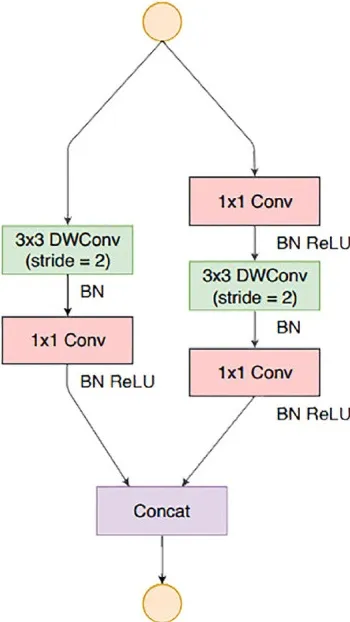 3x3 DWConv
(stride = 2)
BN
1x1 Conv
BN ReLU
1x1 Conv
BN ReLU
3x3 DWConv
(stride = 2)
BN
1x1 Conv
BN ReLU
Concat